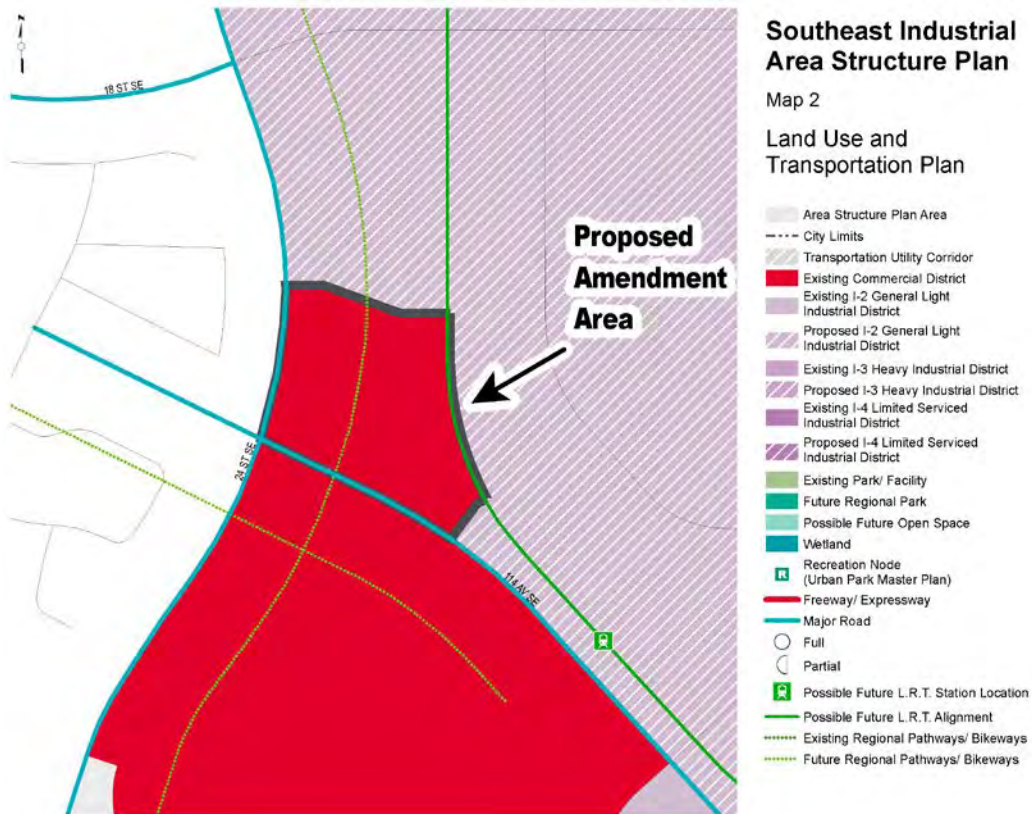 Southeast Industrial
Area Structure Plan
Map 2
Land Use and
Transportation Plan
Area Structure Plan Area
City Limits
Transportation Utility Corridor
Existing Commercial District
Existing I-2 General Light
Industrial District
Proposed I-2 General Light
Industrial District
Existing I-3 Heavy Industrial District
Proposed I-3 Heavy Industrial District
Existing I-4 Limited Serviced
Industrial District
Proposed I-4 Limited Serviced
Industrial District
Existing Park/ Facility
Future Regional Park
Possible Future Open Space
Wetland
R
Recreation Node
(Urban Park Master Plan)
Freeway/ Expressway
Major Road
Full
Partial
Possible Future L.R.T. Station Location
Possible Future L.R.T. Alignment
Existing Regional Pathways/ Bikeways
Future Regional Pathways/ Bikeways
18 ST SE
Proposed
Amendment
Area
24 ST SE
114 AV SE